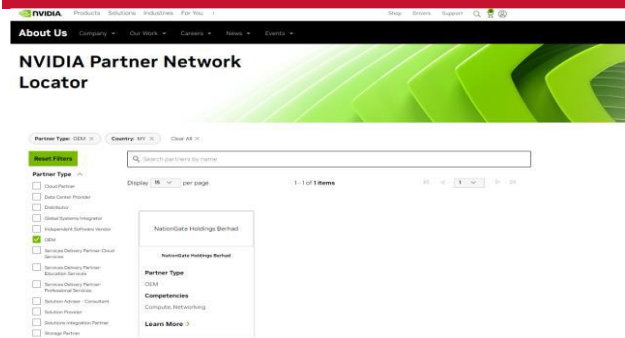 NVIDIA. Products Solutions Industries For You Shop Drivers Support
About Us Company Our Work Careers News Events
NVIDIA Partner Network
Locator
Partner Type: OEM × Country: MY × Clear All ×
Reset Filters
Search partners by name
Partner Type
Display 15 per page 1 - 1 of 1 items 1
Cloud Partner
Data Center Provider
Distributor
Global Systems Integrator
Independent Software Vendor
OEM
Services Delivery Partner-Cloud
Services
Services Delivery Partner-
Education Services
Services Delivery Partner-
Professional Services
Solution Advisor - Consultant
Solution Provider
Solutions Integration Partner
Storage Partner
NationGate Holdings Berhad
NationGate Holdings Berhad
Partner Type
OEM
Competencies
Compute, Networking
Learn More >